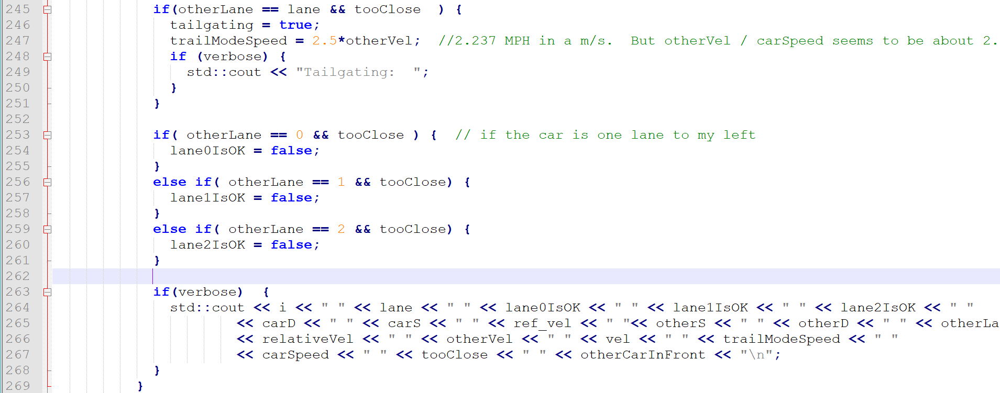 245 if(otherLane == lane && tooClose  ) {
246 tailgating = true;
247 trailModeSpeed = 2.5*otherVel;  //2.237 MPH in a m/s.  But otherVel / carSpeed seems to be about 2.
248 if (verbose) {
249 std::cout << "Tailgating:  ";
250 }
251 }
252
253 if( otherLane == 0 && tooClose ) {  // if the car is one lane to my left
254 lane0IsOK = false;
255 }
256 else if( otherLane == 1 && tooClose) {
257 lane1IsOK = false;
258 }
259 else if( otherLane == 2 && tooClose) {
260 lane2IsOK = false;
261 }
262
263 if(verbose)  {
264 std::cout << i << " " << lane << " " << lane0IsOK << " " << lane1IsOK << " " << lane2IsOK << " "
265 << carD << " " << carS << " " << ref_vel << " "<< otherS << " " << otherD << " " << otherLa
266 << relativeVel << " " << otherVel << " " << vel << " " << trailModeSpeed << " "
267 << carSpeed << " " << tooClose << " " << otherCarInFront << "\n";
268 }
269 }